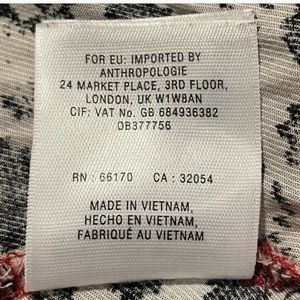 FOR EU: IMPORTED BY
ANTHROPOLOGIE
24 MARKET PLACE, 3RD FLOOR,
LONDON, UK W1W8AN
CIF: VAT No. GB 684936382
OB377756
RN : 66170 CA : 32054
MADE IN VIETNAM,
HECHO EN VIETNAM,
FABRIQUÉ AU VIETNAM